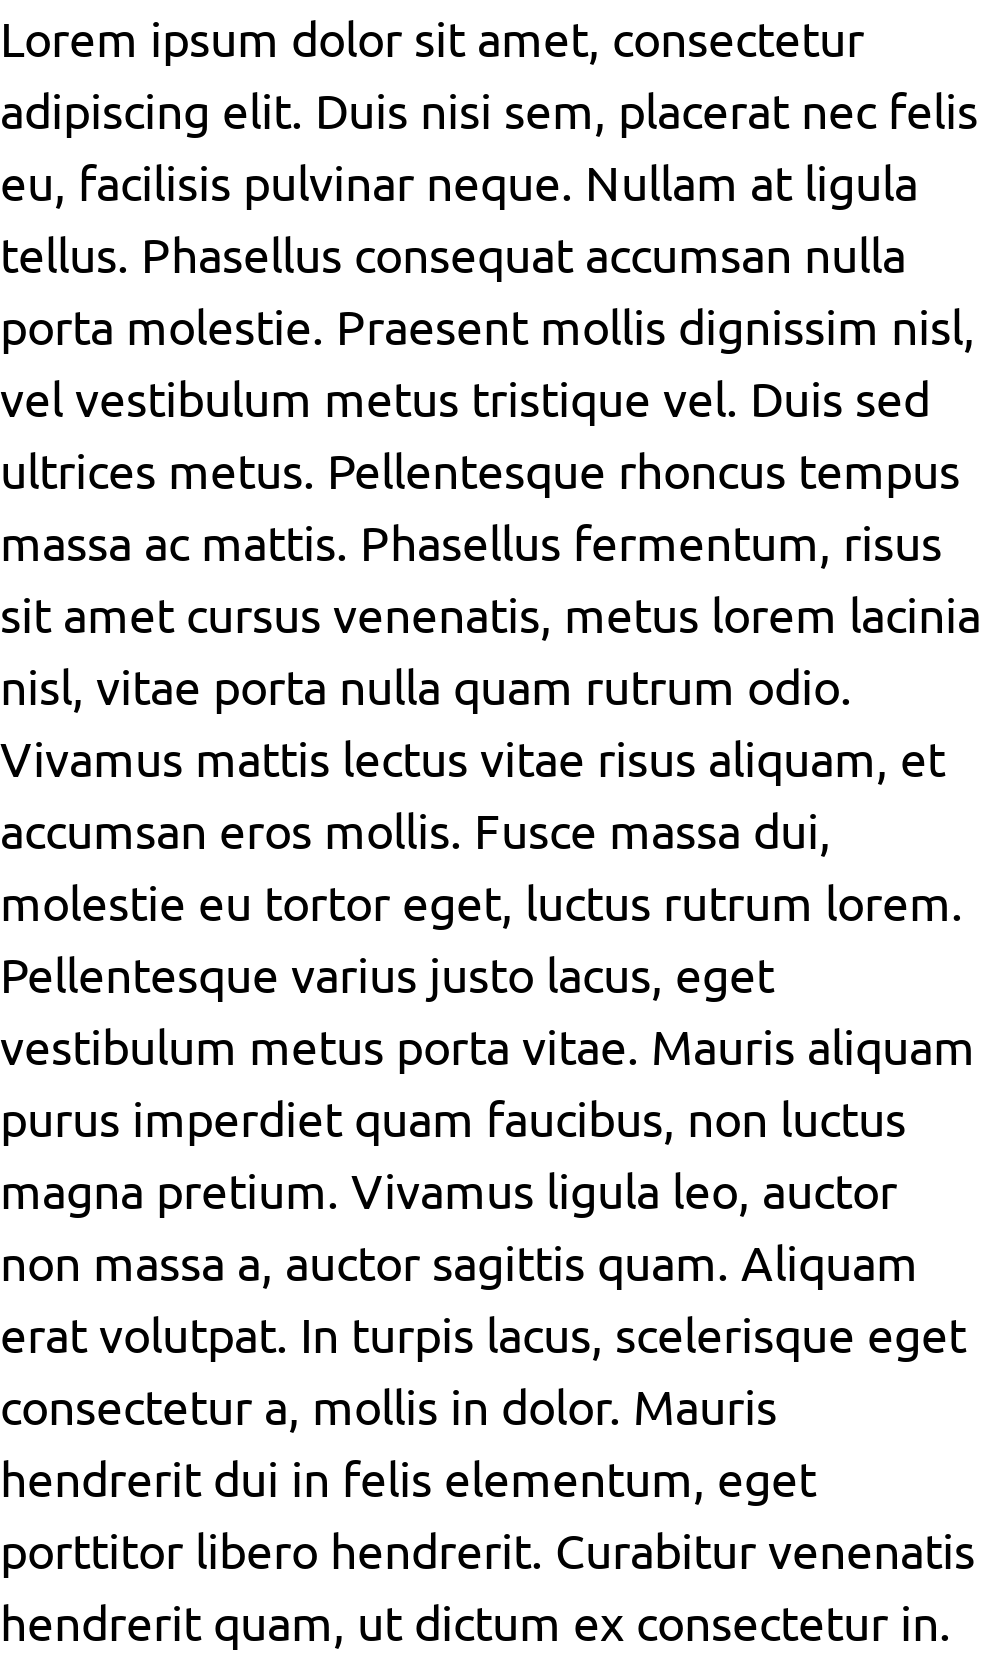 Lorem ipsum dolor sit amet, consectetur
adipiscing elit. Duis nisi sem, placerat nec felis
eu, facilisis pulvinar neque. Nullam at ligula
tellus. Phasellus consequat accumsan nulla
porta molestie. Praesent mollis dignissim nisl,
vel vestibulum metus tristique vel. Duis sed
ultrices metus. Pellentesque rhoncus tempus
massa ac mattis. Phasellus fermentum, risus
sit amet cursus venenatis, metus lorem lacinia
nisl, vitae porta nulla quam rutrum odio.
Vivamus mattis lectus vitae risus aliquam, et
accumsan eros mollis. Fusce massa dui,
molestie eu tortor eget, luctus rutrum lorem.
Pellentesque varius justo lacus, eget
vestibulum metus porta vitae. Mauris aliquam
purus imperdiet quam faucibus, non luctus
magna pretium. Vivamus ligula leo, auctor
non massa a, auctor sagittis quam. Aliquam
erat volutpat. In turpis lacus, scelerisque eget
consectetur a, mollis in dolor. Mauris
hendrerit dui in felis elementum, eget
porttitor libero hendrerit. Curabitur venenatis
hendrerit quam, ut dictum ex consectetur in.